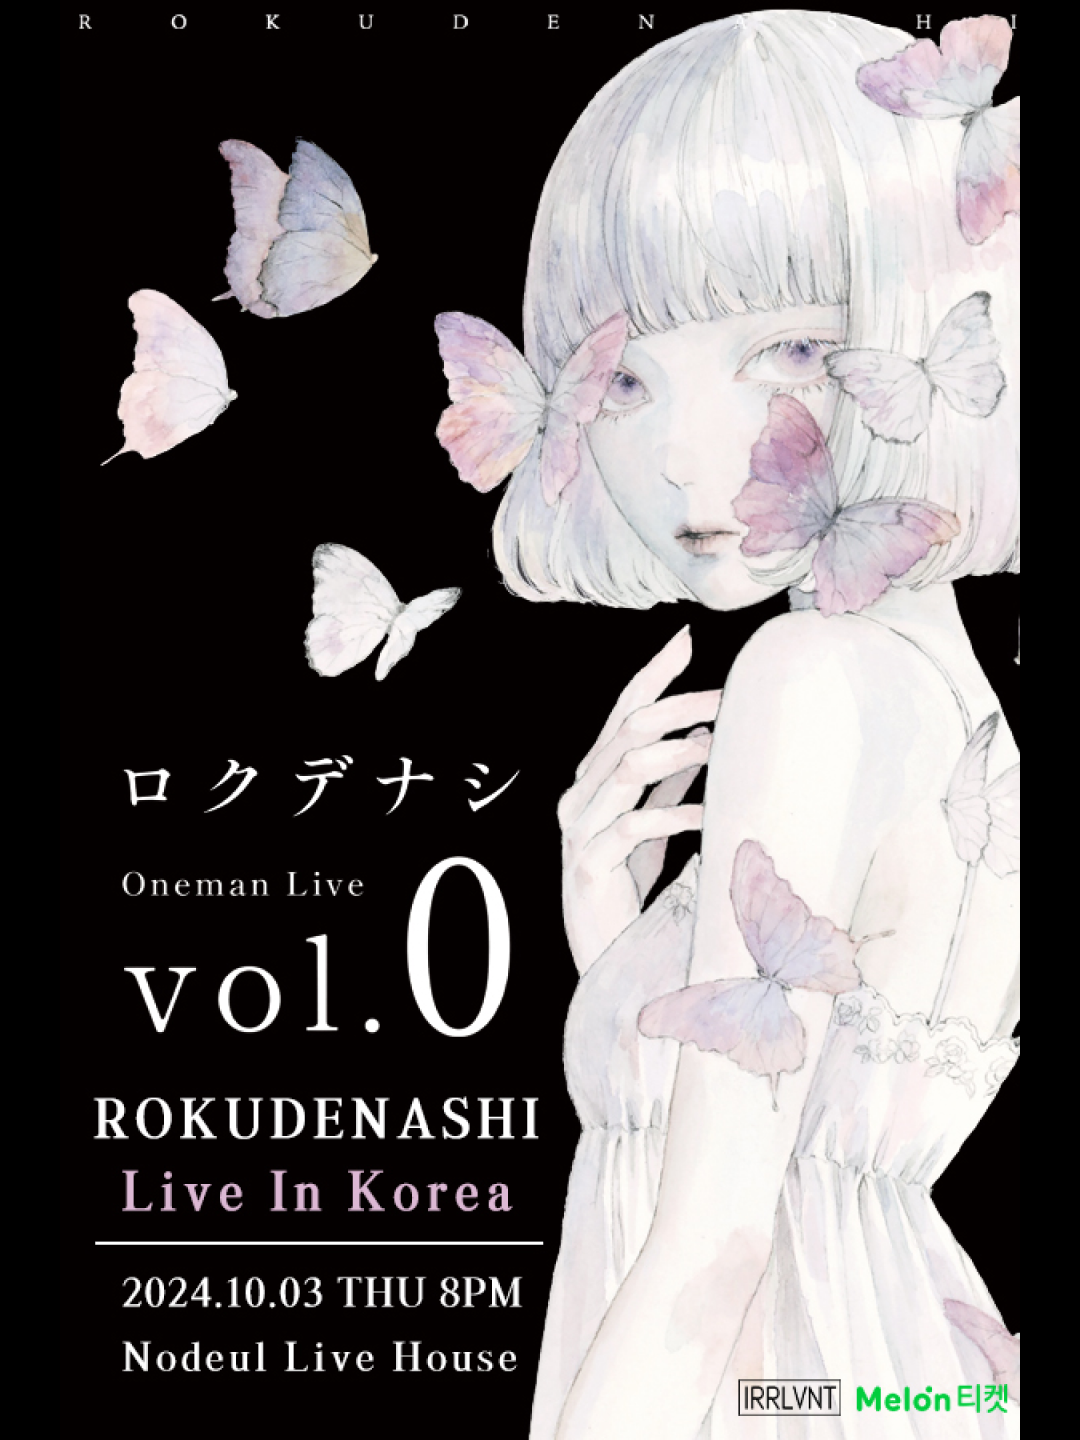 ROKUDENASHI
ロクデナシ
Oneman Live
vol.0
ROKUDENASHI
Live In Korea
2024.10.03 THU 8PM
Nodeul Live House
IRRLVNT Melon티켓